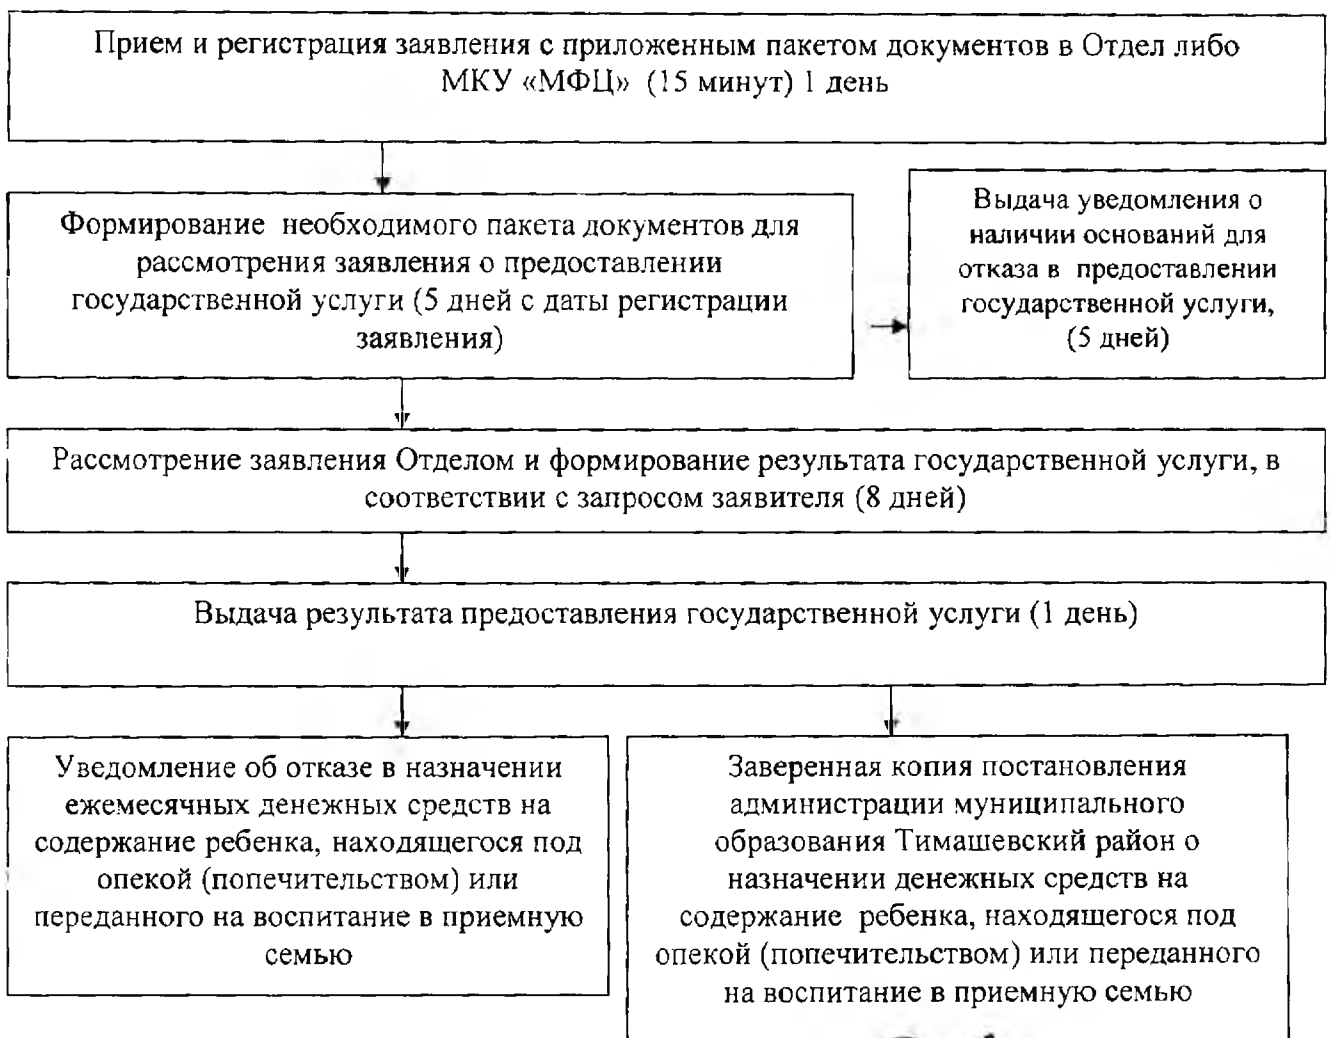 Прием и регистрация заявления с приложенным пакетом документов в Отдел либо
МКУ «МФЦ» (15 минут) 1 день
Формирование необходимого пакета документов для
рассмотрения заявления о предоставлении
государственной услуги (5 дней с даты регистрации
заявления)
Выдача уведомления о
наличии оснований для
отказа в предоставлении
государственной услуги,
(5 дней)
Рассмотрение заявления Отделом и формирование результата государственной услуги, в
соответствии с запросом заявителя (8 дней)
Выдача результата предоставления государственной услуги (1 день)
Уведомление об отказе в назначении
ежемесячных денежных средств на
содержание ребенка, находящегося под
опекой (попечительством) или
переданного на воспитание в приемную
семью
Заверенная копия постановления
администрации муниципального
образования Тимашевский район о
назначении денежных средств на
содержание ребенка, находящегося под
опекой (попечительством) или переданного
на воспитание в приемную семью